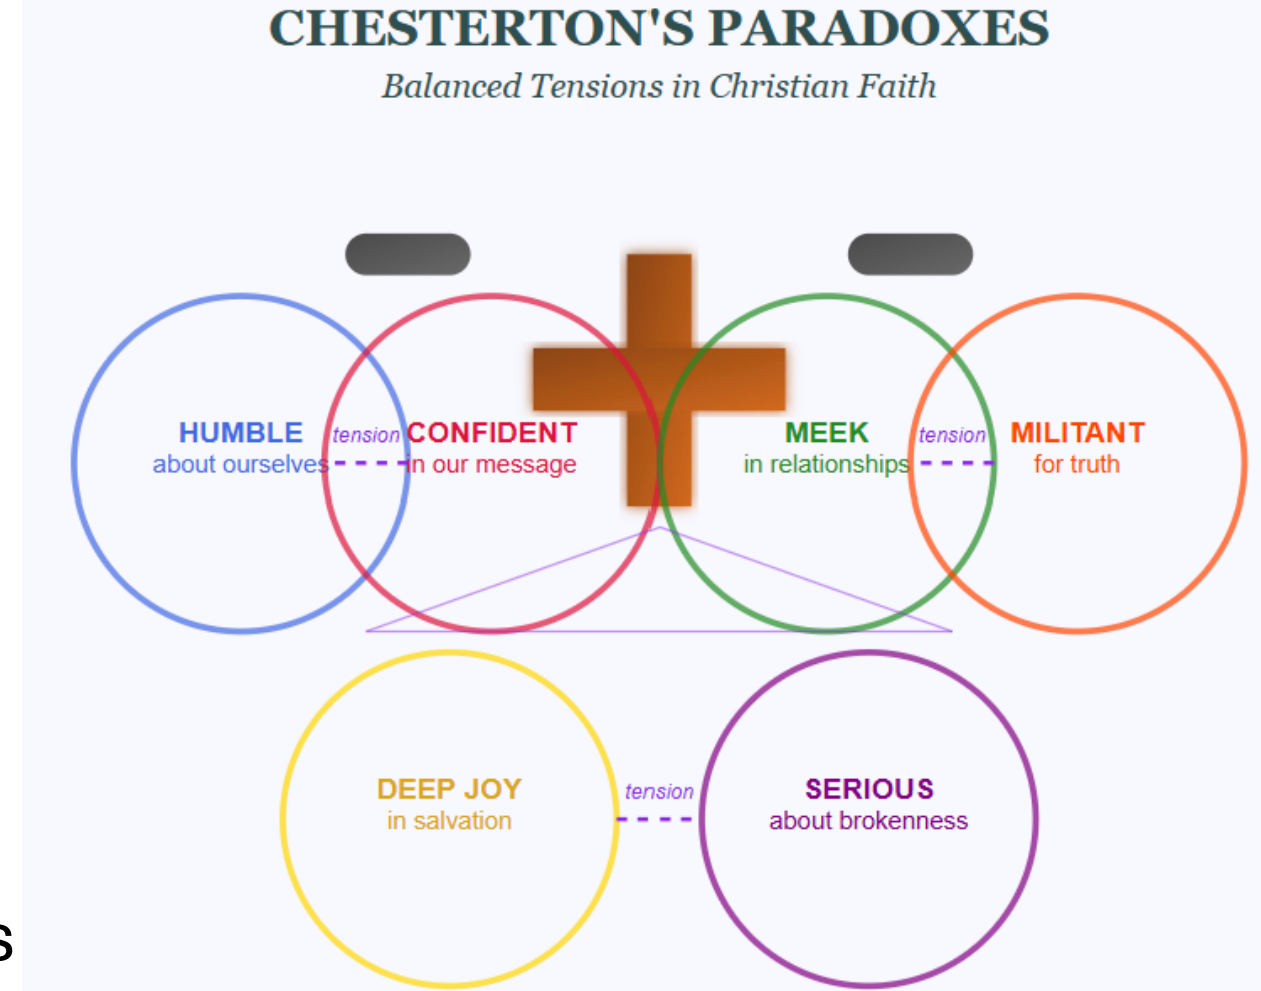 CHESTERTON'S PARADOXES
Balanced Tensions in Christian Faith
HUMBLE
about ourselves
tension
CONFIDENT
in our message
MEEK
in relationships
tension
MILITANT
for truth
DEEP JOY
in salvation
tension
SERIOUS
about brokenness
s